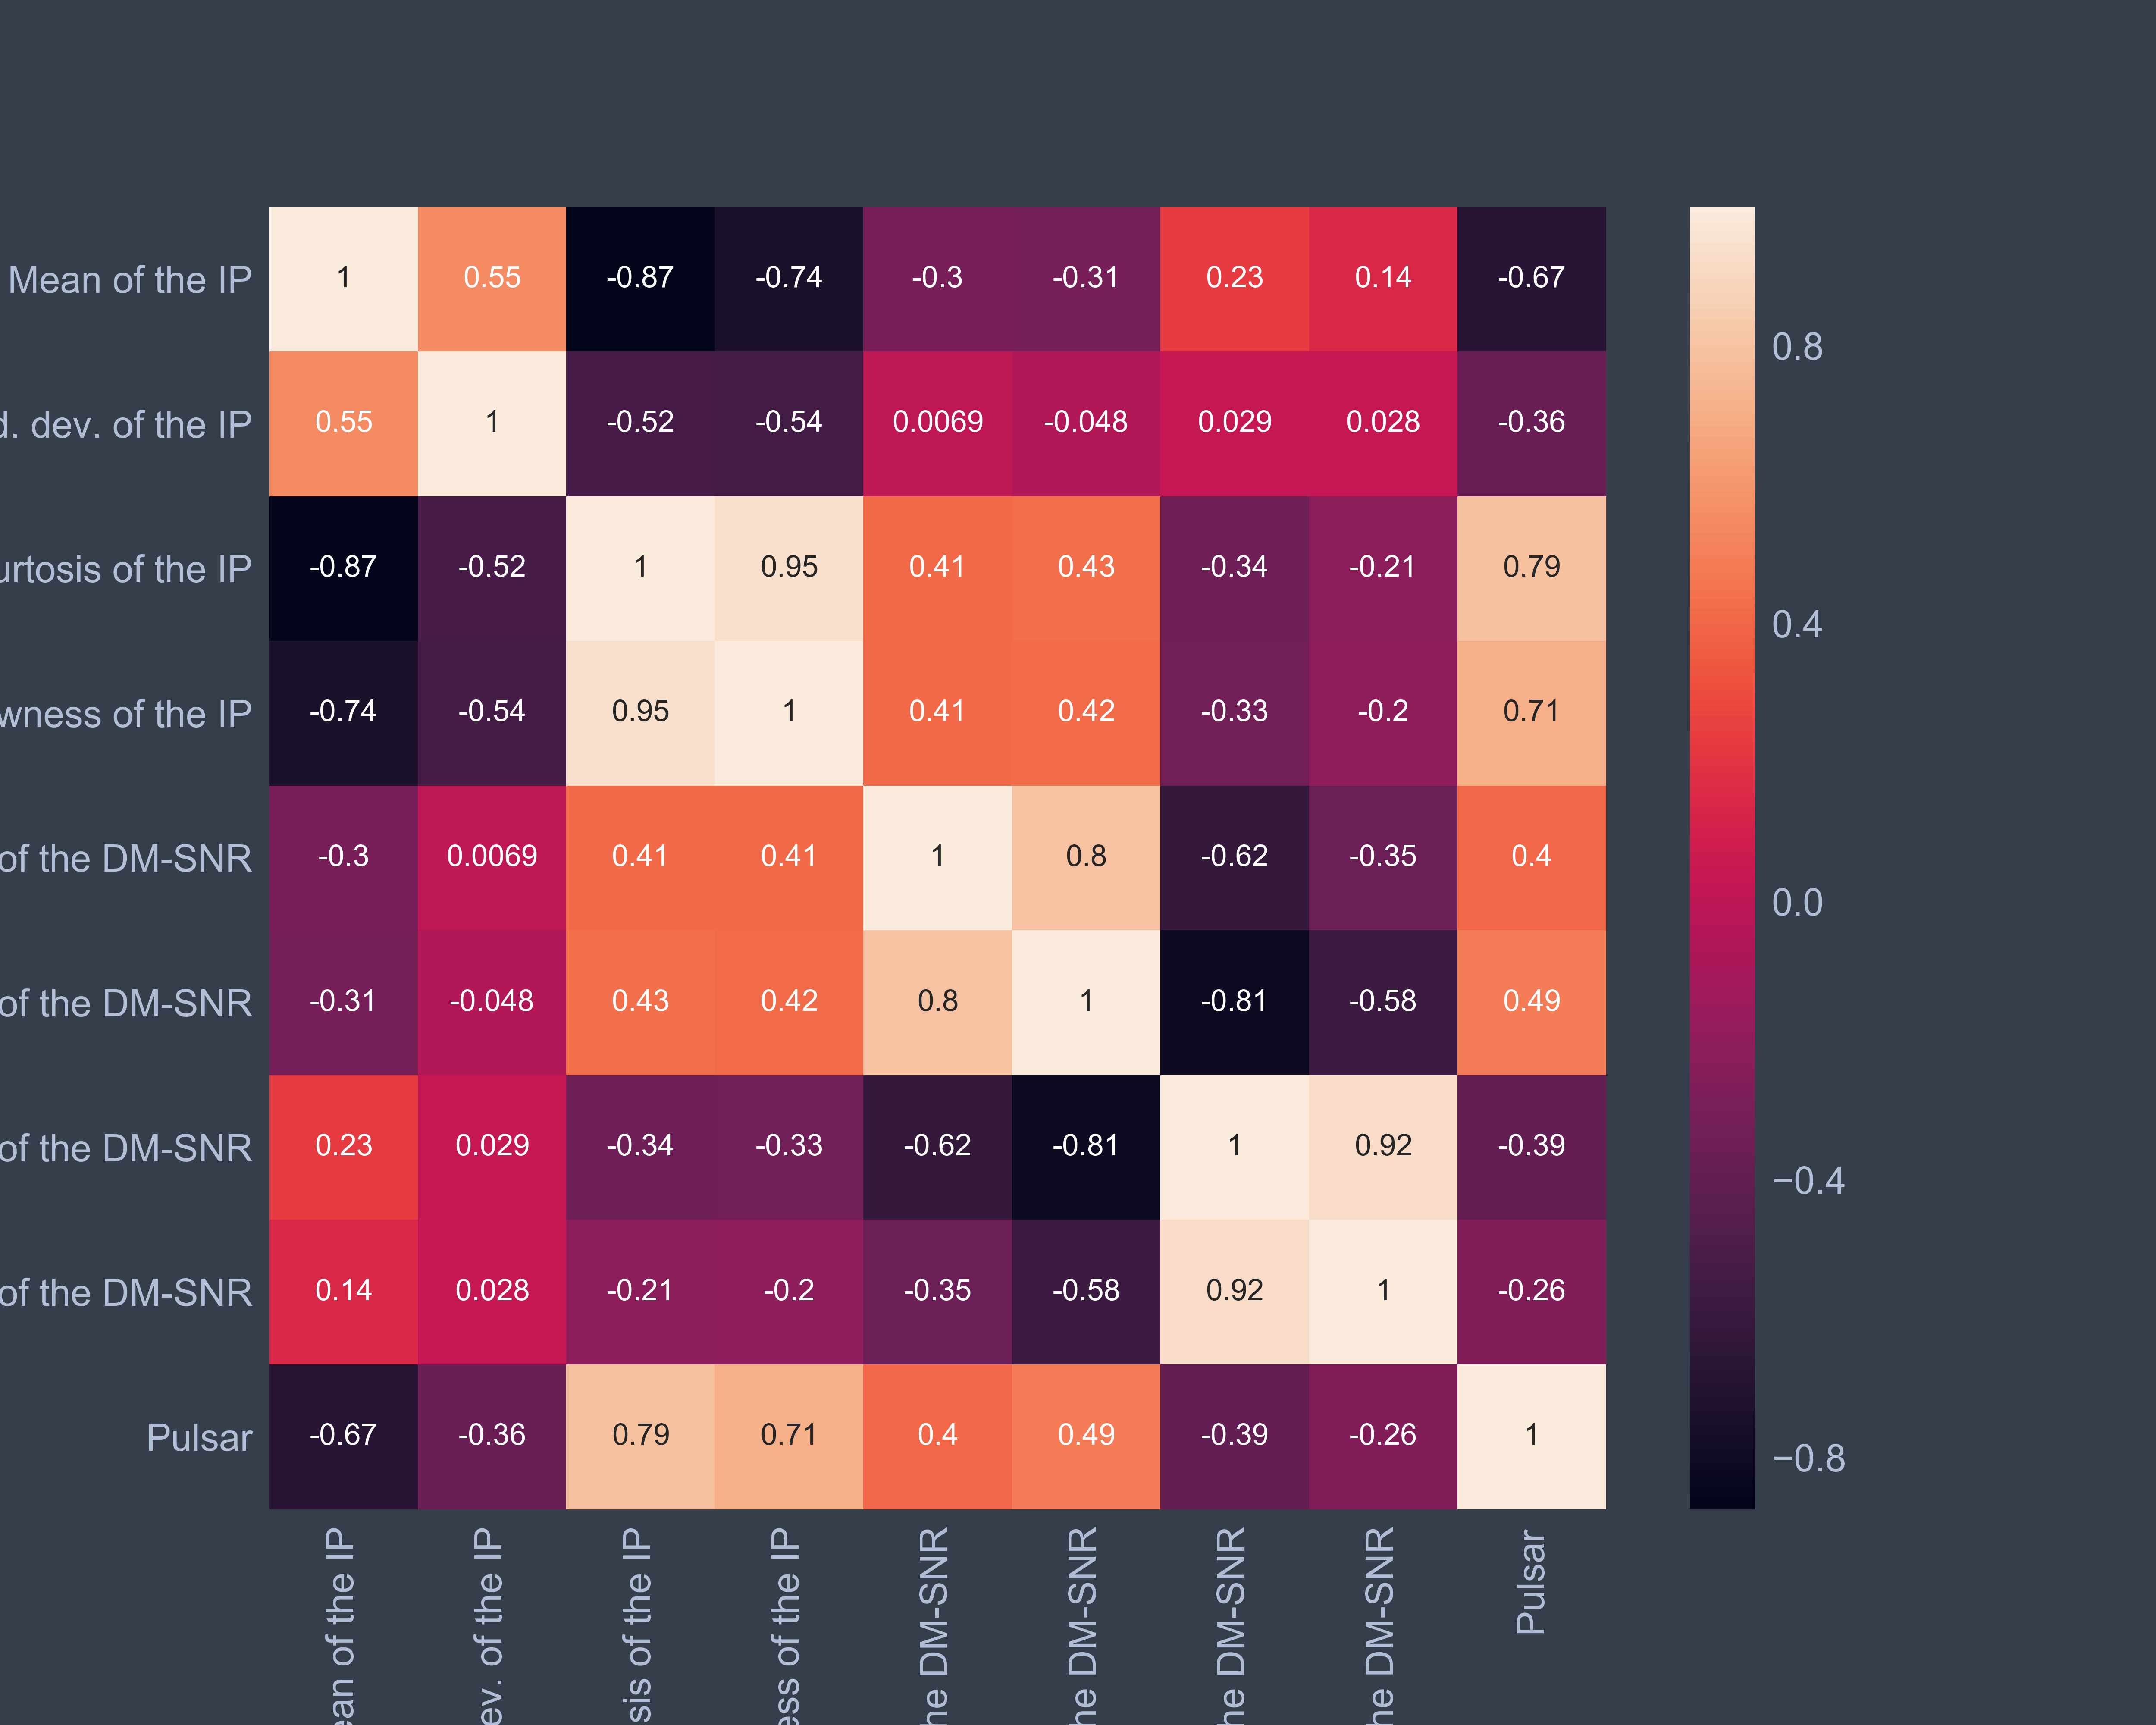 Mean of the IP 1 0.55 -0.87 -0.74 -0.3 -0.31 0.23 0.14 -0.67
dev. of the IP 0.55 1 -0.52 -0.54 0.0069 -0.048 0.029 0.028 -0.36
of the IP -0.87 -0.52 1 0.95 0.41 0.43 -0.34 -0.21 0.79
of the IP -0.74 -0.54 0.95 1 0.41 0.42 -0.33 -0.2 0.71
of the DM-SNR -0.3 0.0069 0.41 0.41 1 0.8 -0.62 -0.35 0.4
of the DM-SNR -0.31 -0.048 0.43 0.42 0.8 1 -0.81 -0.58 0.49
of the DM-SNR 0.23 0.029 -0.34 -0.33 -0.62 -0.81 1 0.92 -0.39
of the DM-SNR 0.14 0.028 -0.21 -0.2 -0.35 -0.58 0.92 1 -0.26
Pulsar -0.67 -0.36 0.79 0.71 0.4 0.49 -0.39 -0.26 1
of the IP
of the IP
of the IP
of the IP
DM-SNR
DM-SNR
DM-SNR
DM-SNR
Pulsar
0.8
0.4
0.0
−0.4
−0.8